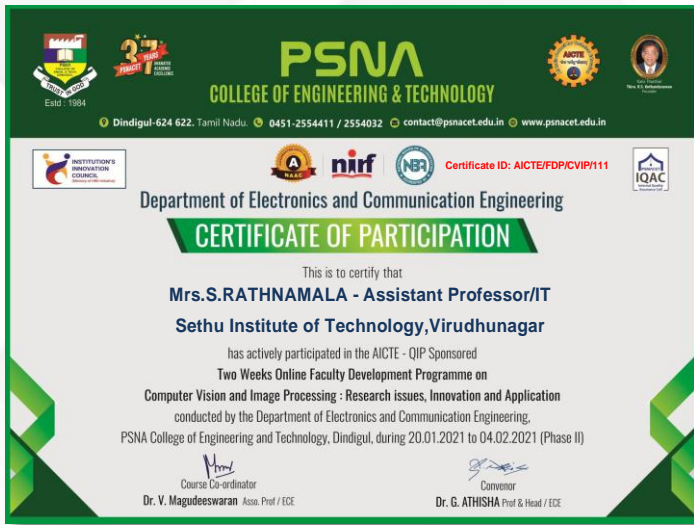 TRUST IN GOD
Estd : 1984
37 YEARS
PSNACET
PSNA
COLLEGE OF ENGINEERING & TECHNOLOGY
AICTE
Founder
Dindigul-624 622. Tamil Nadu. 0451-2554411 / 2554032 contact@psnacet.edu.in www.psnacet.edu.in
INSTITUTION'S
INNOVATION
COUNCIL
A
NAAC
nirf
NBA
Certificate ID: AICTE/FDP/CVIP/111
IQAC
Department of Electronics and Communication Engineering
CERTIFICATE OF PARTICIPATION
This is to certify that
Mrs.S.RATHNAMALA - Assistant Professor/IT
Sethu Institute of Technology,Virudhunagar
has actively participated in the AICTE - QIP Sponsored
Two Weeks Online Faculty Development Programme on
Computer Vision and Image Processing : Research issues, Innovation and Application
conducted by the Department of Electronics and Communication Engineering,
PSNA College of Engineering and Technology, Dindigul, during 20.01.2021 to 04.02.2021 (Phase II)
Course Co-ordinator
Dr. V. Magudeeswaran Asso. Prof / ECE
Convenor
Dr. G. ATHISHA Prof & Head / ECE